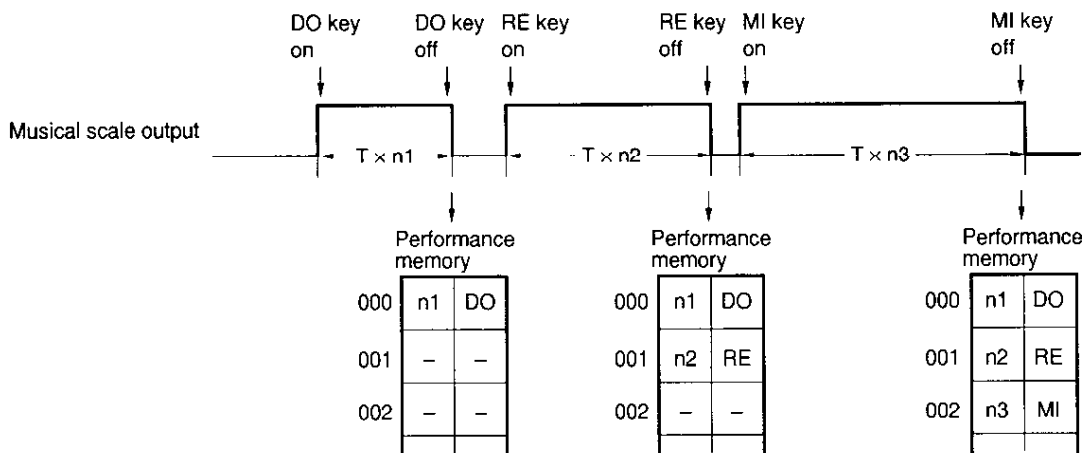 DO key on
DO key off
RE key on
RE key off
MI key on
MI key off
Musical scale output
T × n1
T × n2
T × n3
Performance memory
000 n1 DO
001 – –
002 – –
Performance memory
000 n1 DO
001 n2 RE
002 – –
Performance memory
000 n1 DO
001 n2 RE
002 n3 MI